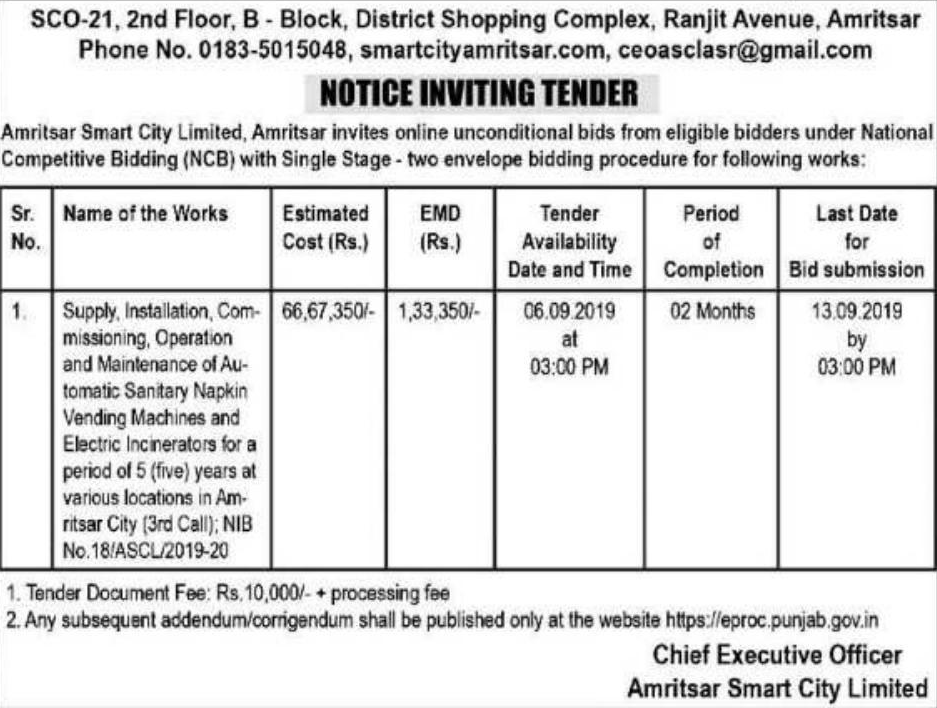 SCO-21, 2nd Floor, B - Block, District Shopping Complex, Ranjit Avenue, Amritsar
Phone No. 0183-5015048, smartcityamritsar.com, ceoasclasr@gmail.com
NOTICE INVITING TENDER
Amritsar Smart City Limited, Amritsar invites online unconditional bids from eligible bidders under National
Competitive Bidding (NCB) with Single Stage - two envelope bidding procedure for following works:
Sr.
No.
Name of the Works
Estimated
Cost (Rs.)
EMD
(Rs.)
Tender
Availability
Date and Time
Period
of
Completion
Last Date
for
Bid submission
1.
Supply, Installation, Com-
missioning, Operation
and Maintenance of Au-
tomatic Sanitary Napkin
Vending Machines and
Electric Incinerators for a
period of 5 (five) years at
various locations in Am-
ritsar City (3rd Call); NIB
No.18/ASCL/2019-20
66,67,350/-
1,33,350/-
06.09.2019
at
03:00 PM
02 Months
13.09.2019
by
03:00 PM
1. Tender Document Fee: Rs.10,000/- + processing fee
2. Any subsequent addendum/corrigendum shall be published only at the website https://eproc.punjab.gov.in
Chief Executive Officer
Amritsar Smart City Limited